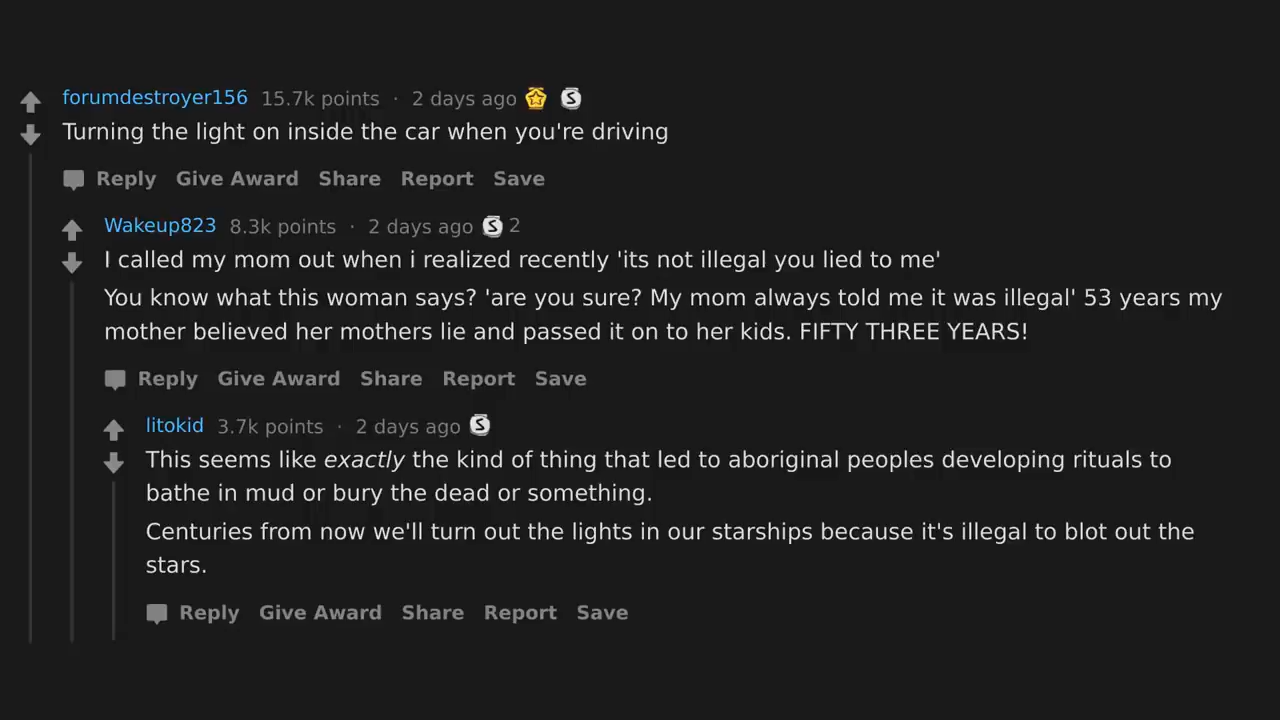 forumdestroyer156 15.7k points · 2 days ago
Turning the light on inside the car when you're driving
Reply Give Award Share Report Save
Wakeup823 8.3k points · 2 days ago S 2
I called my mom out when i realized recently 'its not illegal you lied to me'
You know what this woman says? 'are you sure? My mom always told me it was illegal' 53 years my
mother believed her mothers lie and passed it on to her kids. FIFTY THREE YEARS!
Reply Give Award Share Report Save
litokid 3.7k points · 2 days ago S
This seems like exactly the kind of thing that led to aboriginal peoples developing rituals to
bathe in mud or bury the dead or something.
Centuries from now we'll turn out the lights in our starships because it's illegal to blot out the
stars.
Reply Give Award Share Report Save